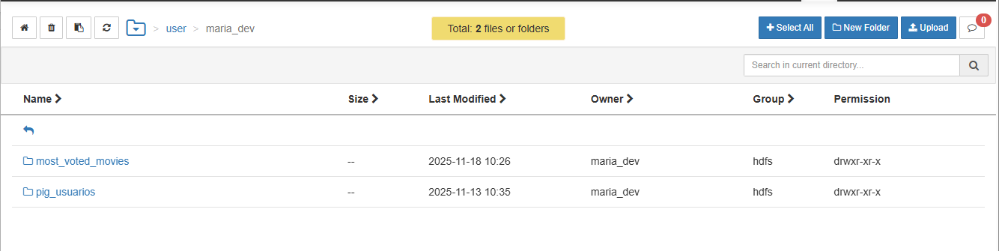 > user > maria_dev Total: 2 files or folders Select All New Folder Upload 0
Search in current directory...
Name Size Last Modified Owner Group Permission
most_voted_movies -- 2025-11-18 10:26 maria_dev hdfs drwxr-xr-x
pig_usuarios -- 2025-11-13 10:35 maria_dev hdfs drwxr-xr-x